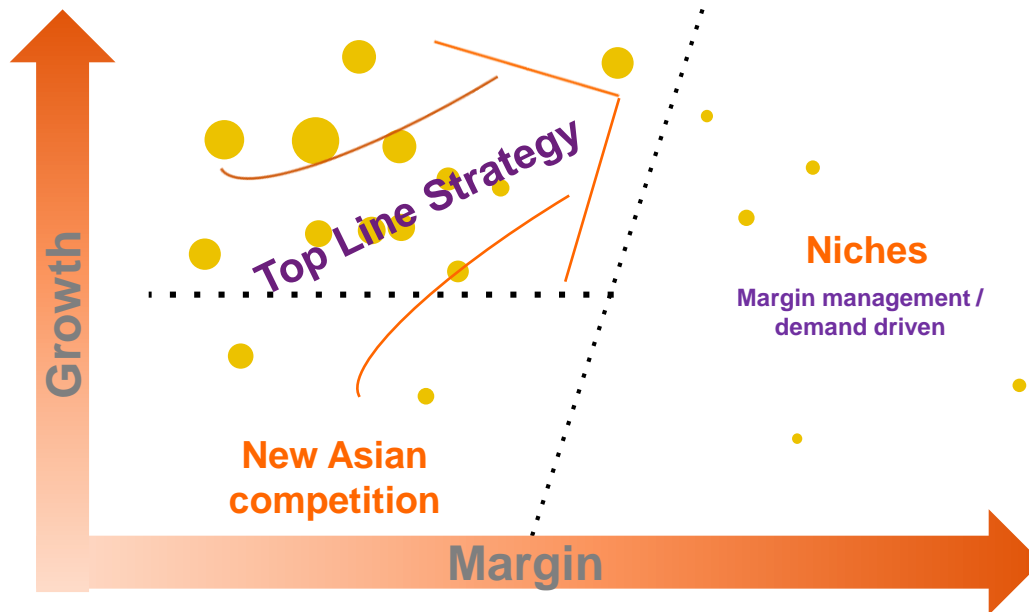 Growth
Top Line Strategy
Niches
Margin management /
demand driven
New Asian
competition
Margin